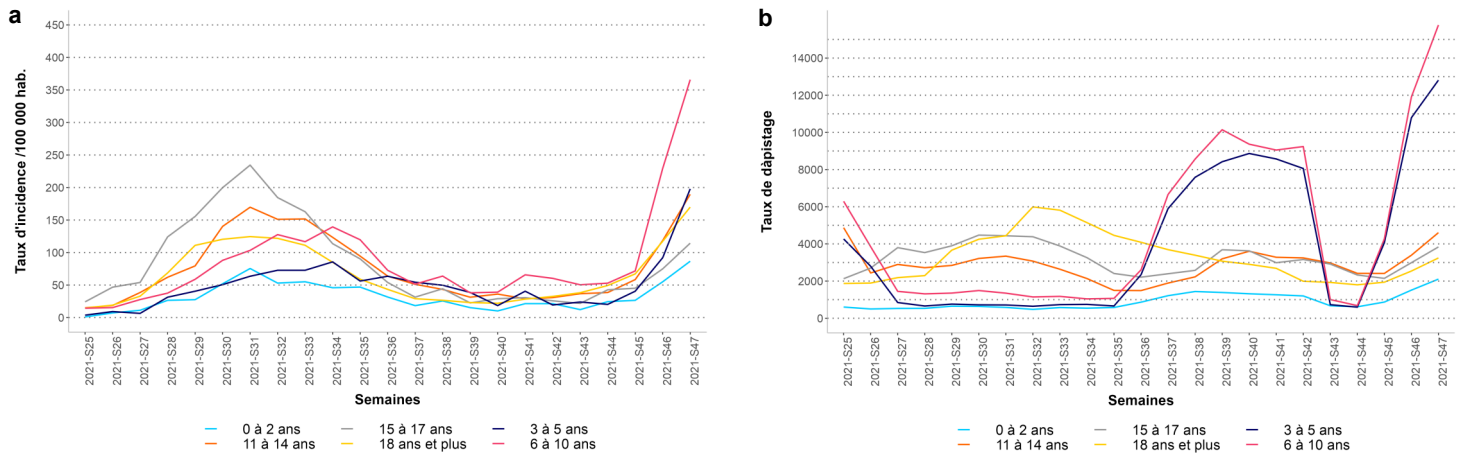 a
Taux d'incidence /100 000 hab.
450
400
350
300
250
200
150
100
50
0
2021-S25
2021-S26
2021-S27
2021-S28
2021-S29
2021-S30
2021-S31
2021-S32
2021-S33
2021-S34
2021-S35
2021-S36
2021-S37
2021-S38
2021-S39
2021-S40
2021-S41
2021-S42
2021-S43
2021-S44
2021-S45
2021-S46
2021-S47
Semaines
0 à 2 ans
15 à 17 ans
3 à 5 ans
11 à 14 ans
18 ans et plus
6 à 10 ans
b
Taux de dàpistage
14000
12000
10000
8000
6000
4000
2000
0
2021-S25
2021-S26
2021-S27
2021-S28
2021-S29
2021-S30
2021-S31
2021-S32
2021-S33
2021-S34
2021-S35
2021-S36
2021-S37
2021-S38
2021-S39
2021-S40
2021-S41
2021-S42
2021-S43
2021-S44
2021-S45
2021-S46
2021-S47
Semaines
0 à 2 ans
15 à 17 ans
3 à 5 ans
11 à 14 ans
18 ans et plus
6 à 10 ans